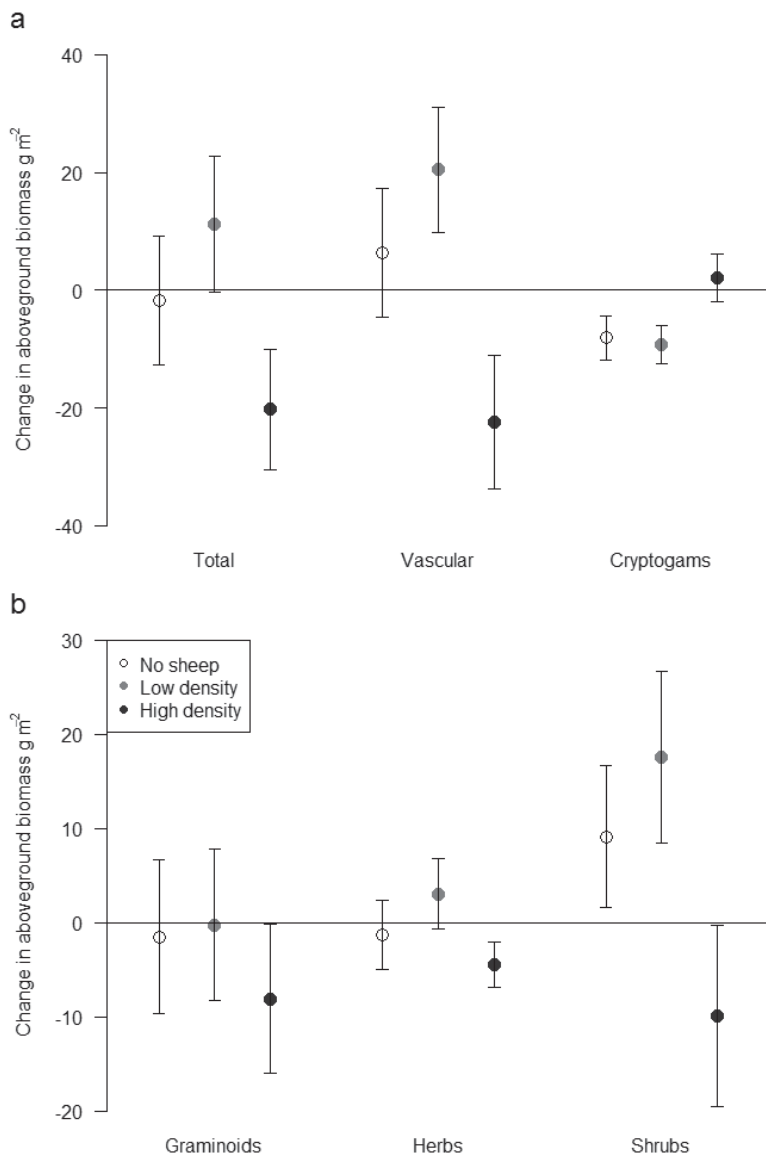 a
Change in aboveground biomass g m⁻²
40
20
0
-20
-40
Total Vascular Cryptogams
b
Change in aboveground biomass g m⁻²
30
20
10
0
-10
-20
No sheep
Low density
High density
Graminoids Herbs Shrubs